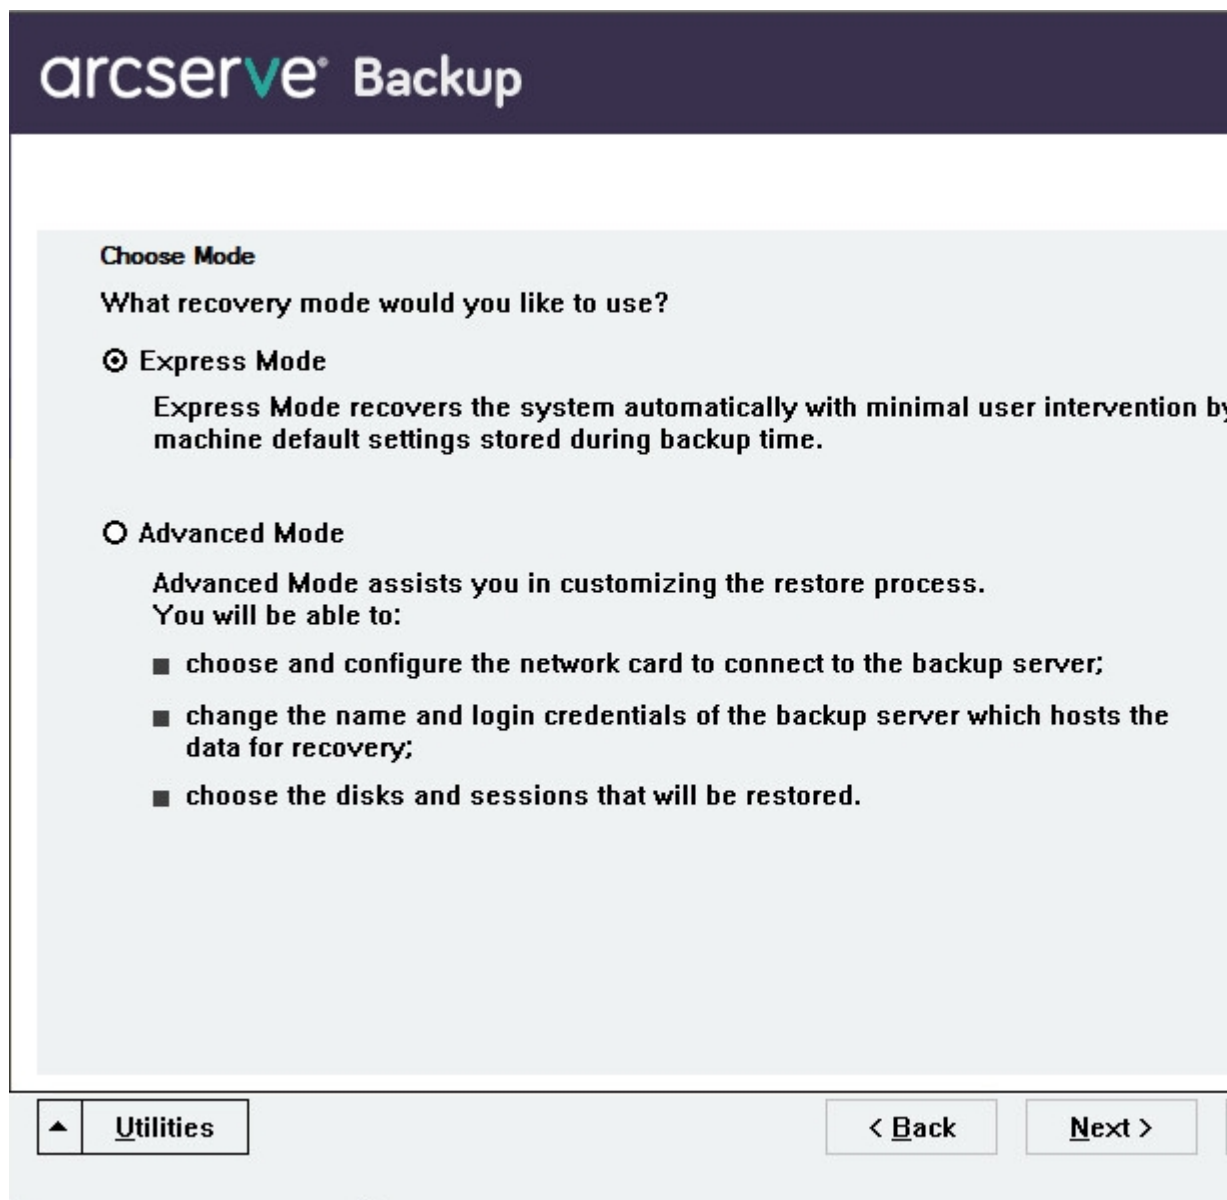 arcserve® Backup
Choose Mode
What recovery mode would you like to use?
Express Mode
Express Mode recovers the system automatically with minimal user intervention by
machine default settings stored during backup time.
Advanced Mode
Advanced Mode assists you in customizing the restore process.
You will be able to:
choose and configure the network card to connect to the backup server;
change the name and login credentials of the backup server which hosts the
data for recovery;
choose the disks and sessions that will be restored.
Utilities
< Back
Next >